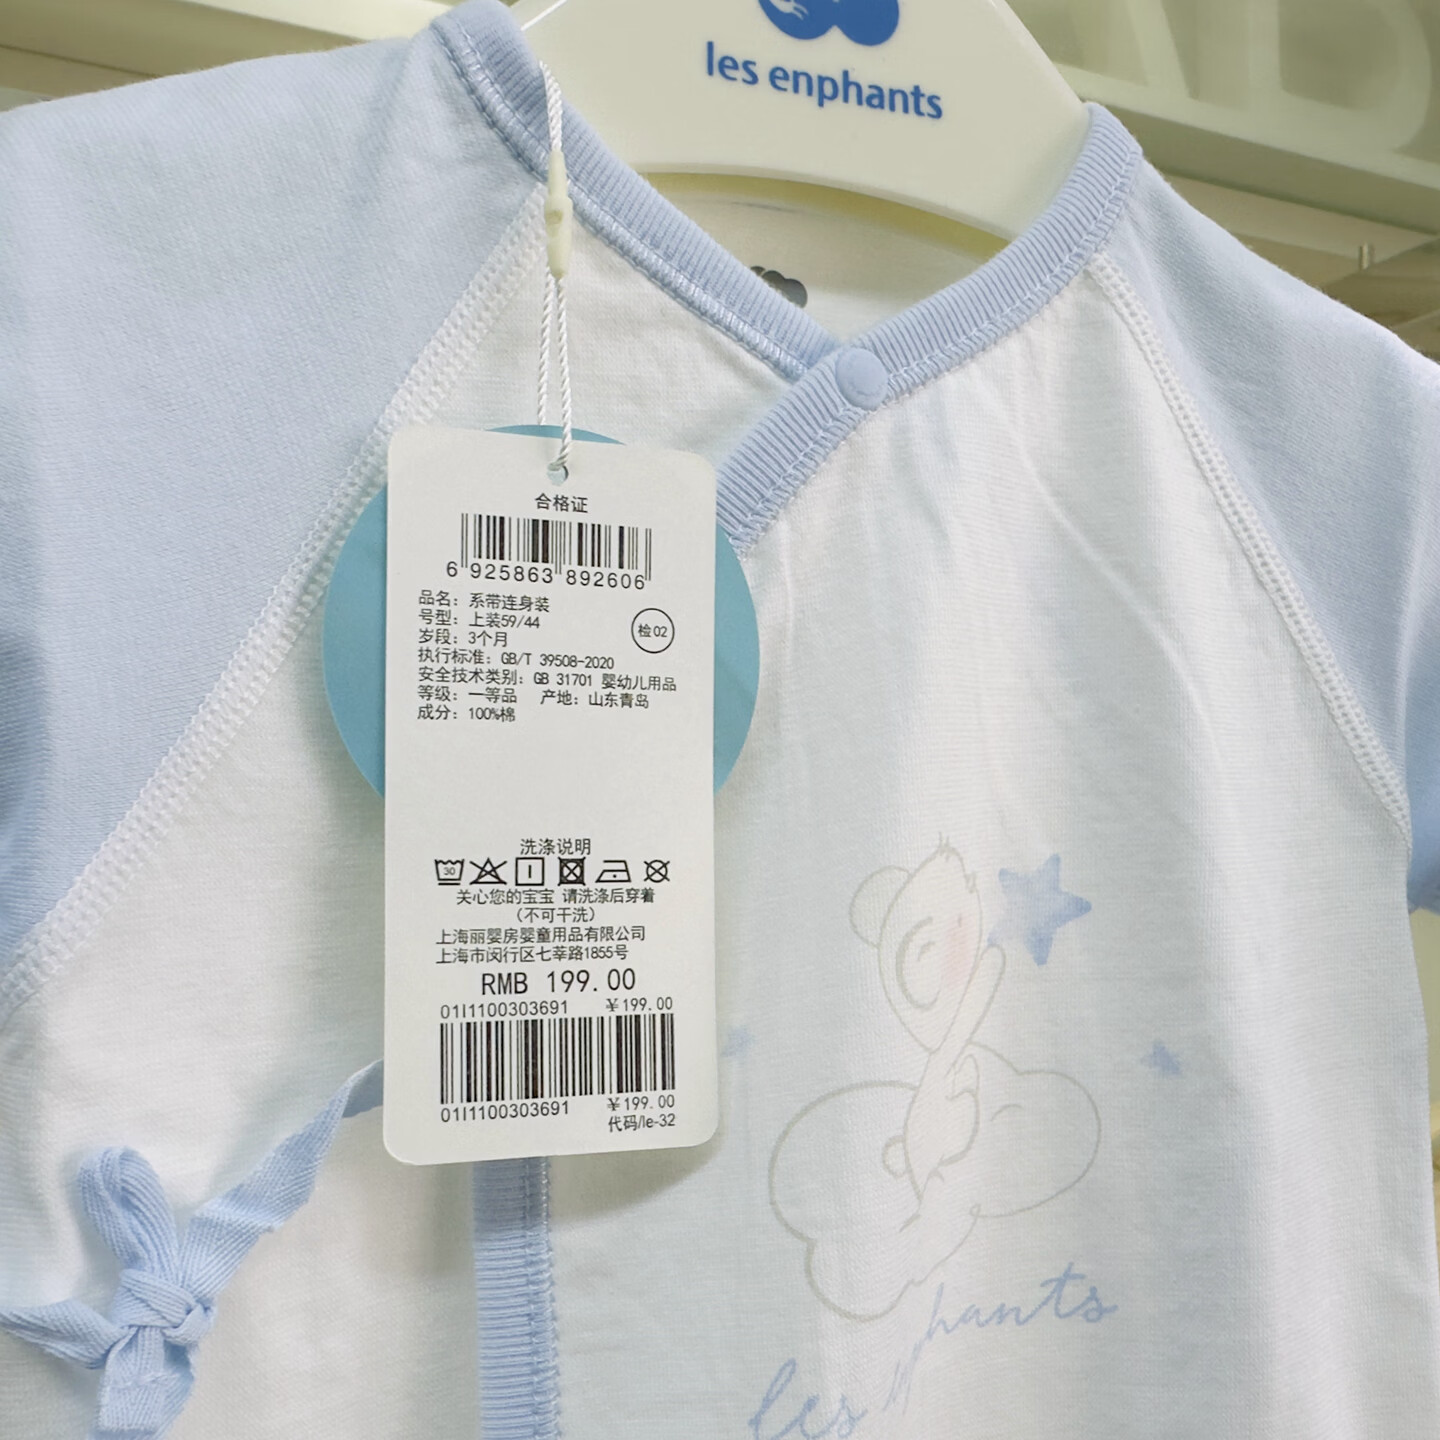 les enphants
合格证
6 925863 892606
品名：系带连身装
号型：上装59/44
岁段：3个月
检02
执行标准：GB/T 39508-2020
安全技术类别：GB 31701 婴幼儿用品
等级：一等品 产地：山东青岛
成分：100%棉
洗涤说明
30
关心您的宝宝 请洗涤后穿着
（不可干洗）
上海丽婴房婴童用品有限公司
上海市闵行区七莘路1855号
RMB 199.00
01I1100303691 ￥199.00
01I1100303691 ￥199.00
代码/le-32
les enphants